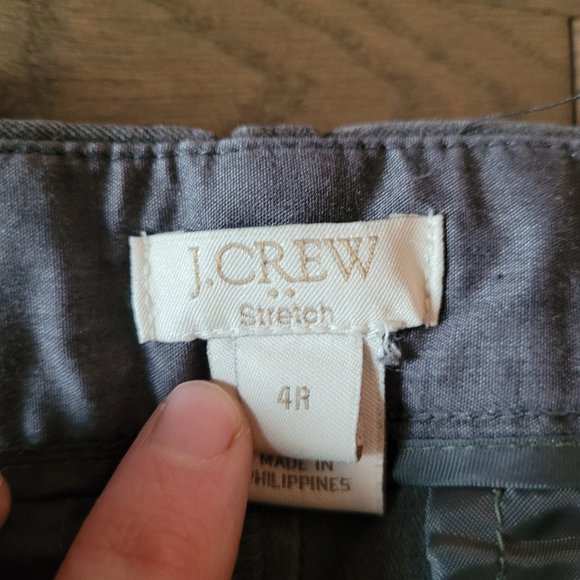 J.CREW
Stretch
4R
MADE IN
PHILIPPINES